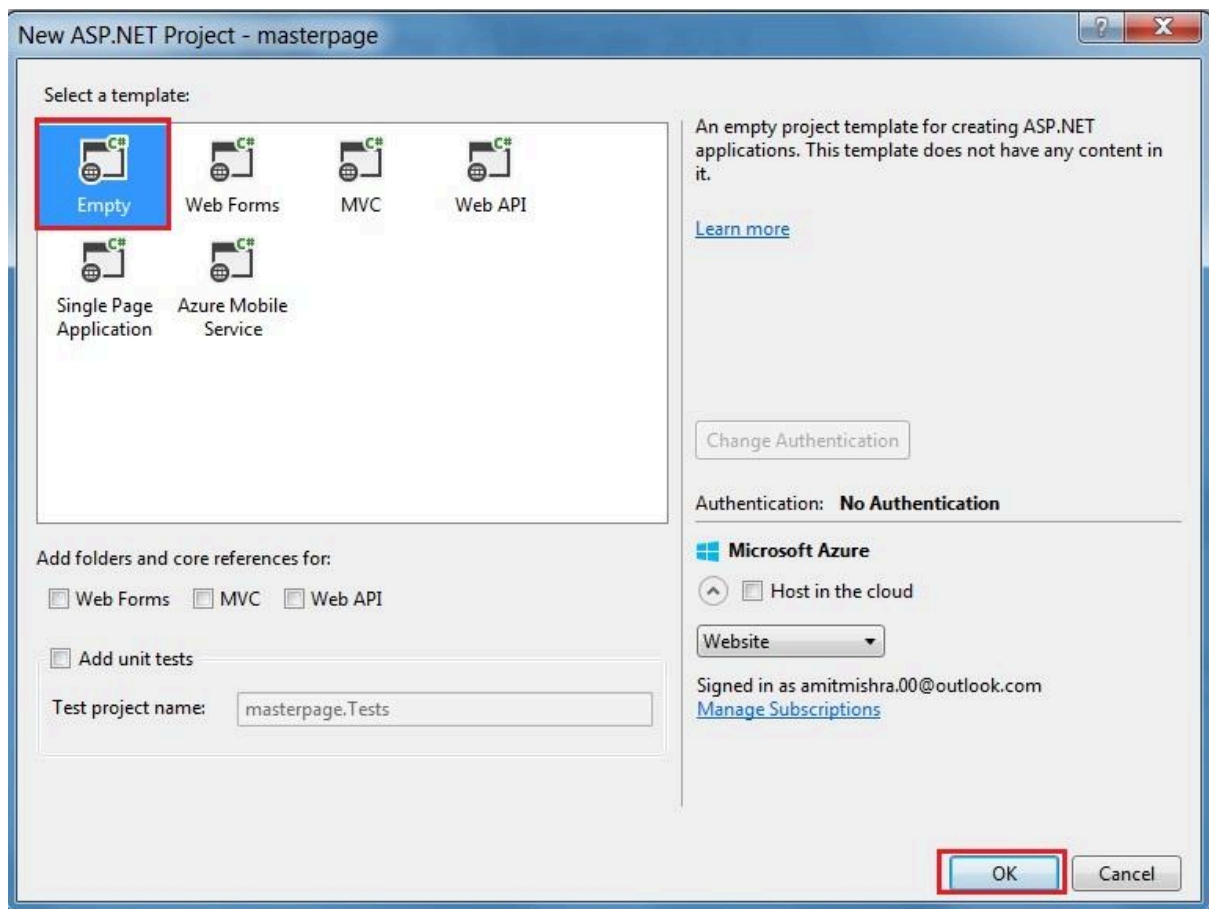 New ASP.NET Project - masterpage
Select a template:
C# C# C# C#
Empty Web Forms MVC Web API
C# C#
Single Page Azure Mobile
Application Service
An empty project template for creating ASP.NET
applications. This template does not have any content in
it.
Learn more
Change Authentication
Authentication: No Authentication
Microsoft Azure
Host in the cloud
Website
Signed in as amitmishra.00@outlook.com
Manage Subscriptions
Add folders and core references for:
Web Forms MVC Web API
Add unit tests
Test project name: masterpage.Tests
OK Cancel